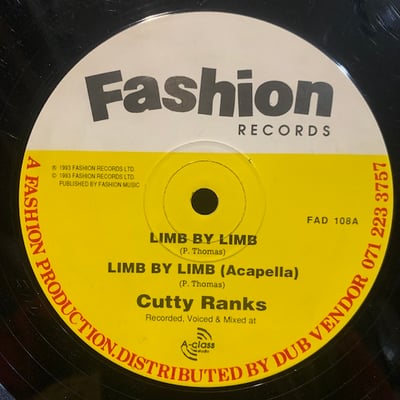 Fashion
RECORDS
℗ 1993 FASHION RECORDS LTD.
© 1993 FASHION RECORDS LTD.
PUBLISHED BY FASHION MUSIC
FAD 108A
LIMB BY LIMB
(P. Thomas)
LIMB BY LIMB (Acapella)
(P. Thomas)
Cutty Ranks
Recorded, Voiced & Mixed at
A-class
studio
A FASHION PRODUCTION.DISTRIBUTED BY DUB VENDOR 071 223 3757